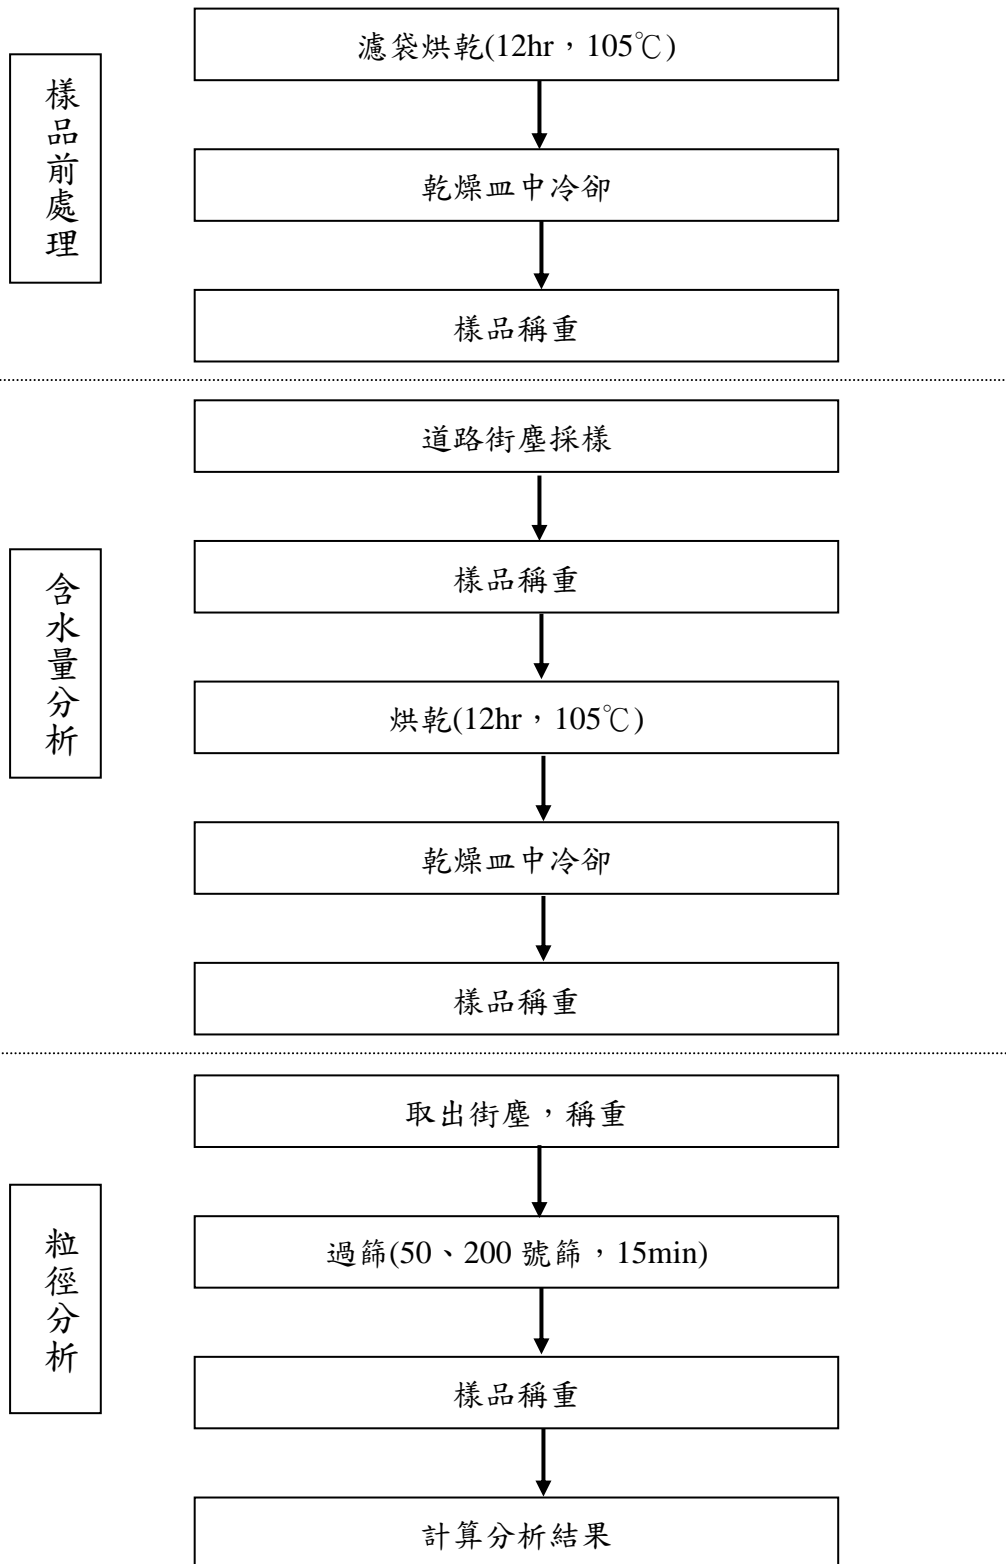 樣品前處理
濾袋烘乾(12hr，105℃)
乾燥皿中冷卻
樣品稱重
含水量分析
道路街塵採樣
樣品稱重
烘乾(12hr，105℃)
乾燥皿中冷卻
樣品稱重
粒徑分析
取出街塵，稱重
過篩(50、200 號篩，15min)
樣品稱重
計算分析結果